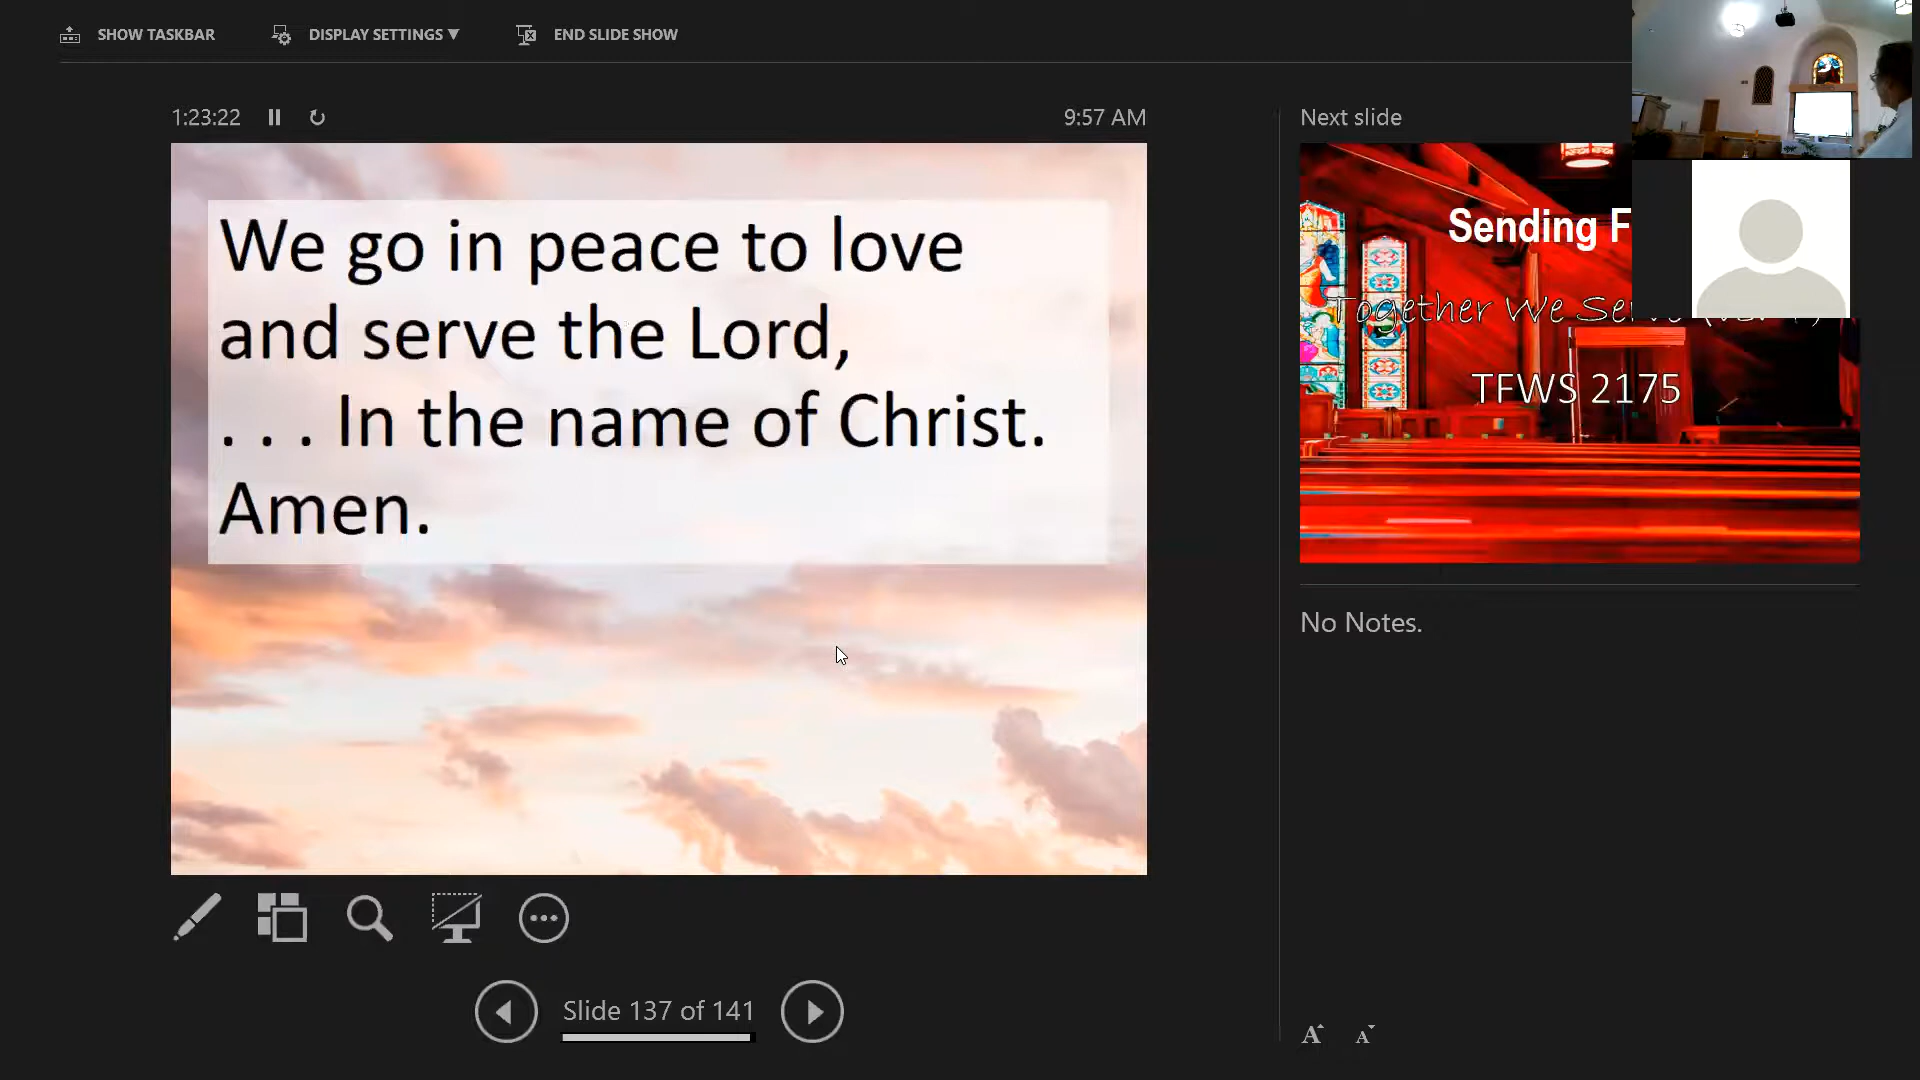 SHOW TASKBAR
DISPLAY SETTINGS ▼
END SLIDE SHOW
1:23:22
9:57 AM
We go in peace to love
and serve the Lord,
. . . In the name of Christ.
Amen.
Slide 137 of 141
Next slide
Sending
Together We
TFWS 2175
No Notes.
A A